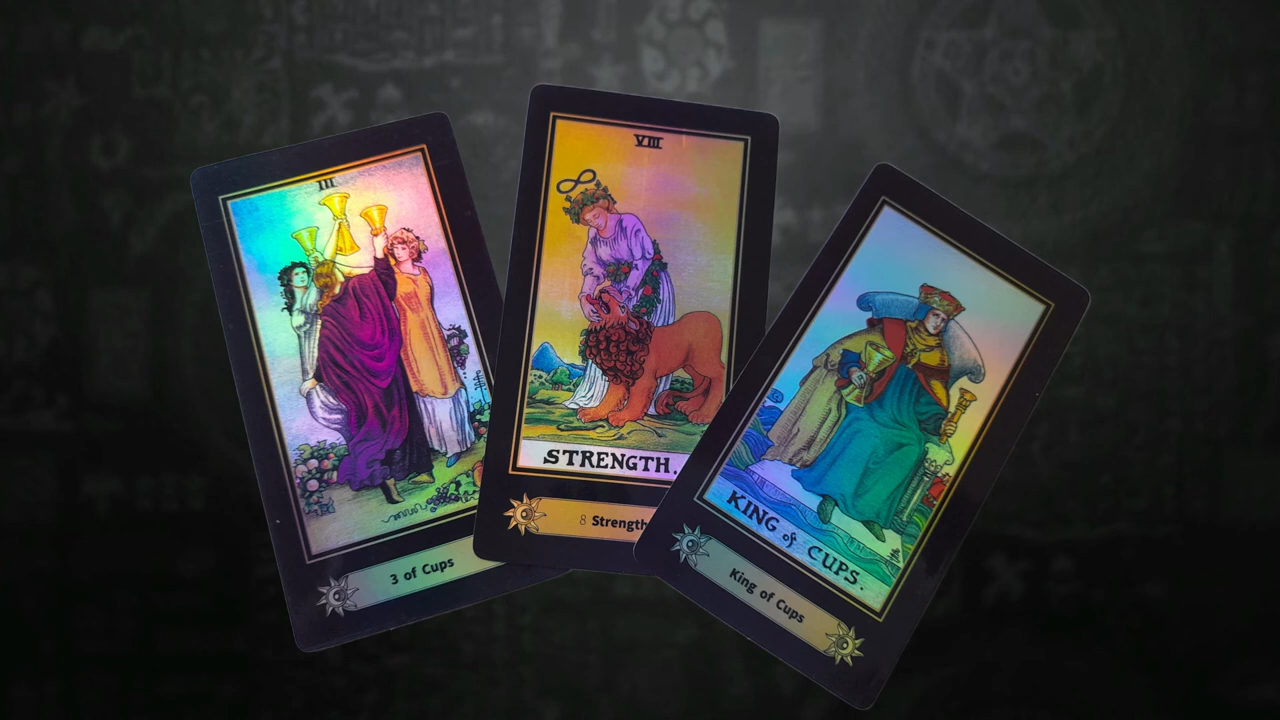 III
3 of Cups
VIII
STRENGTH.
8 Strength
KING of CUPS.
King of Cups